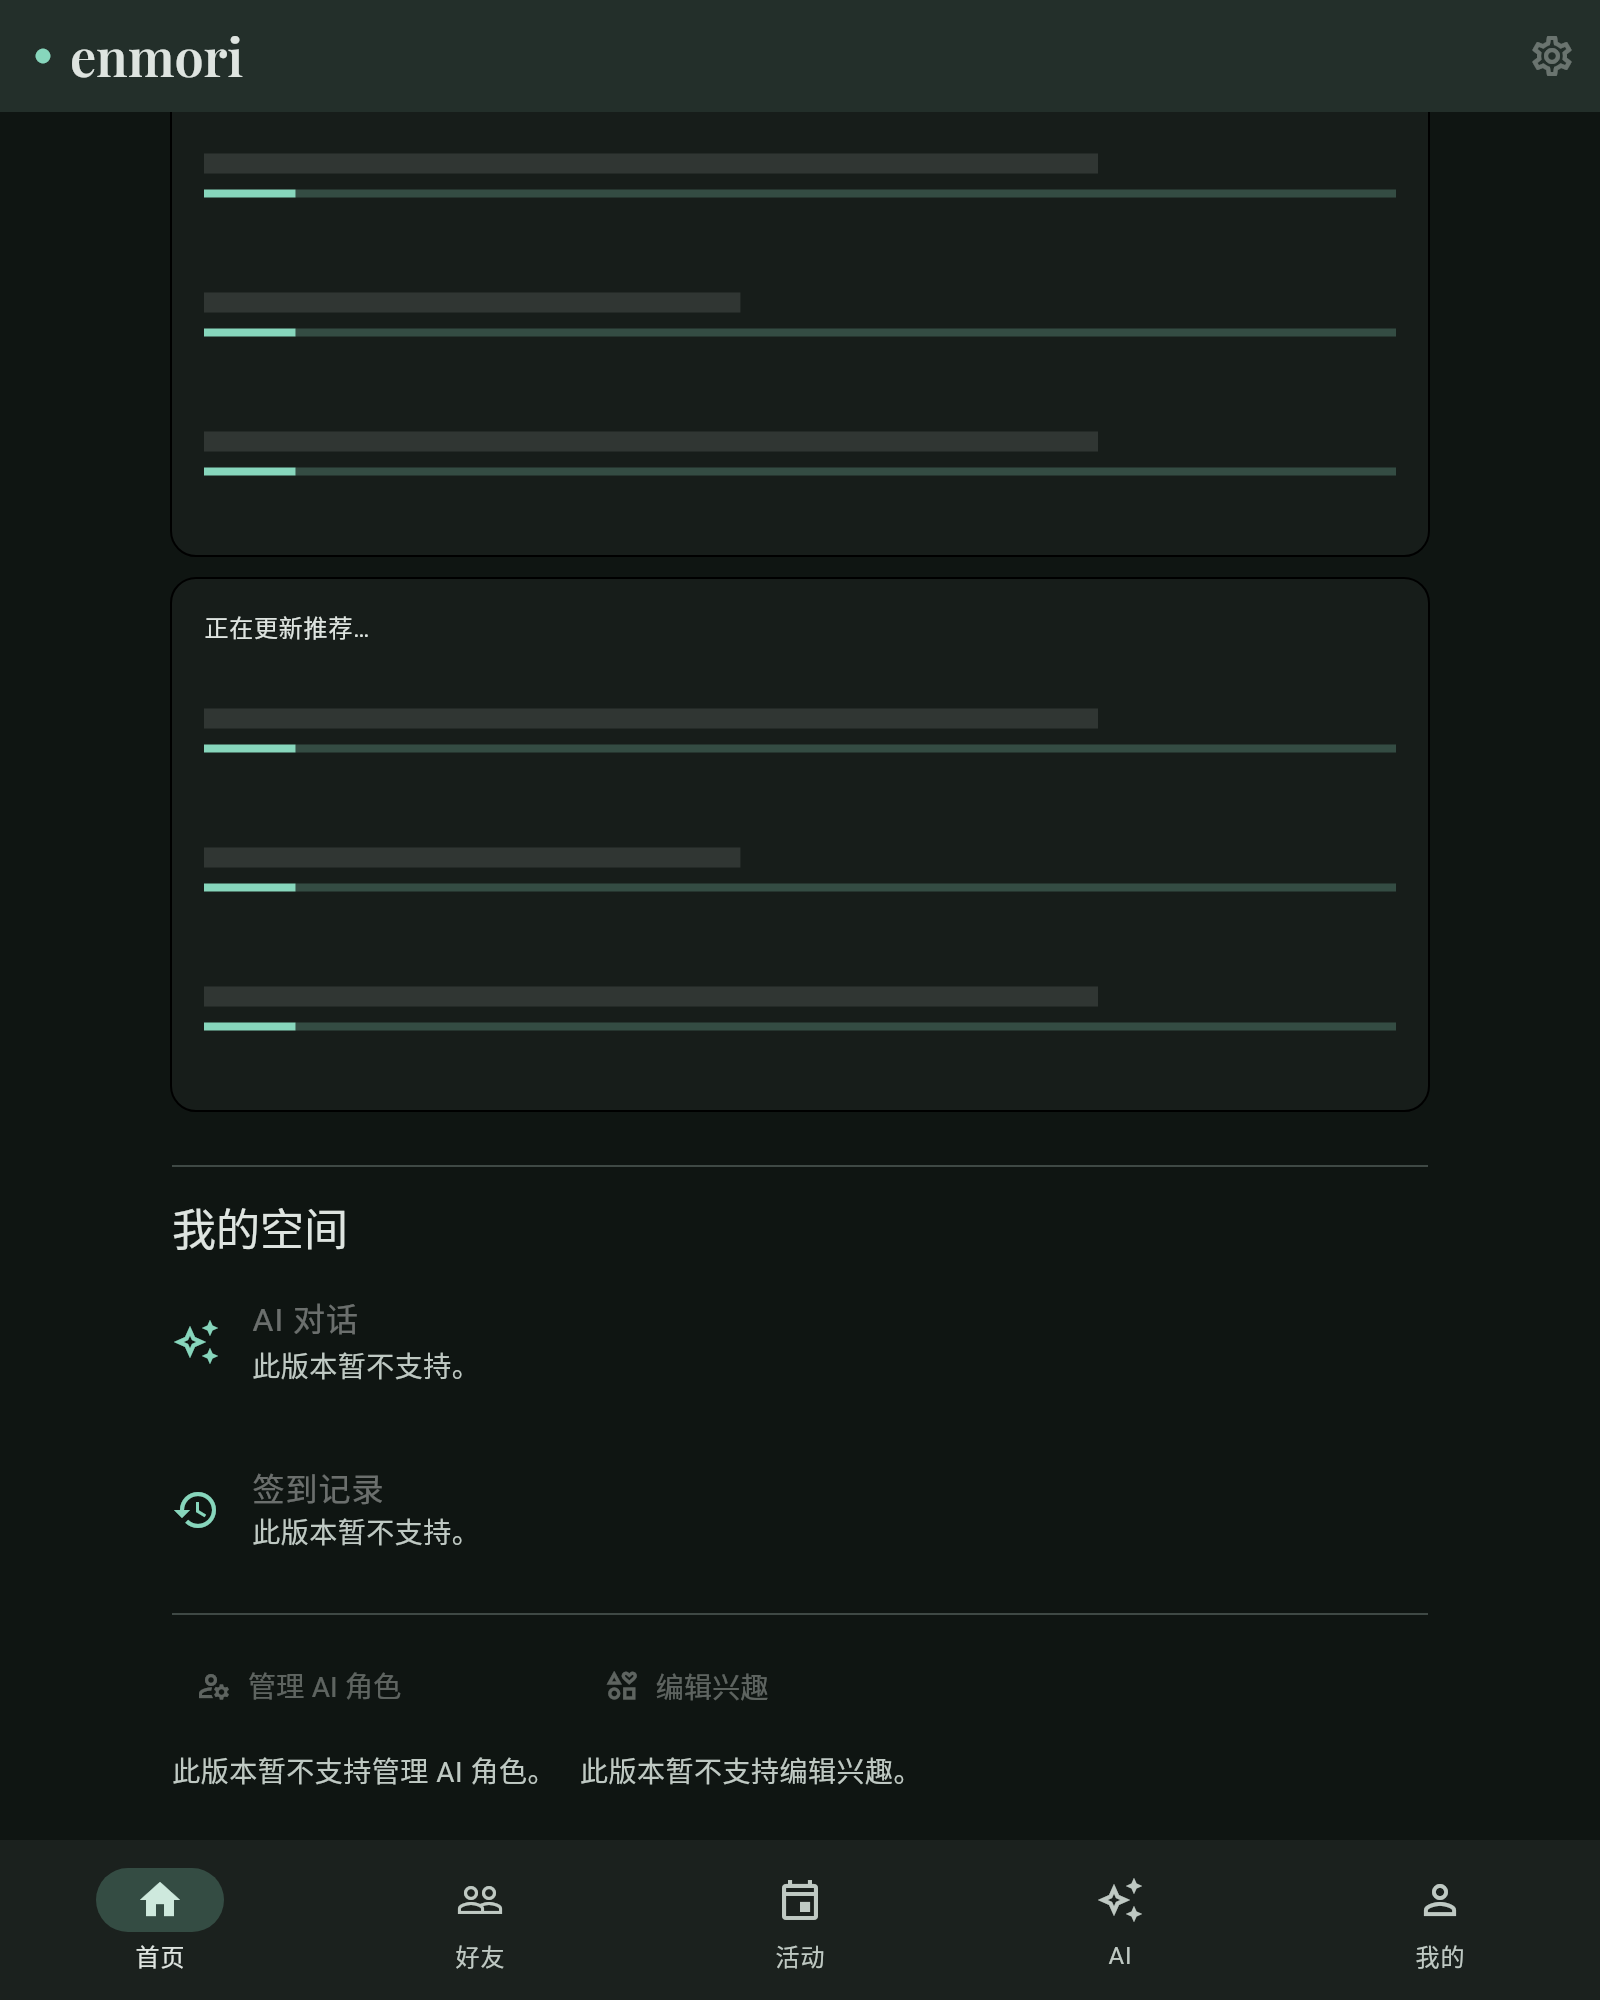 enmori
正在更新推荐...
我的空间
AI 对话
此版本暂不支持。
签到记录
此版本暂不支持。
管理 AI 角色
编辑兴趣
此版本暂不支持管理 AI 角色。
此版本暂不支持编辑兴趣。
首页
好友
活动
AI
我的